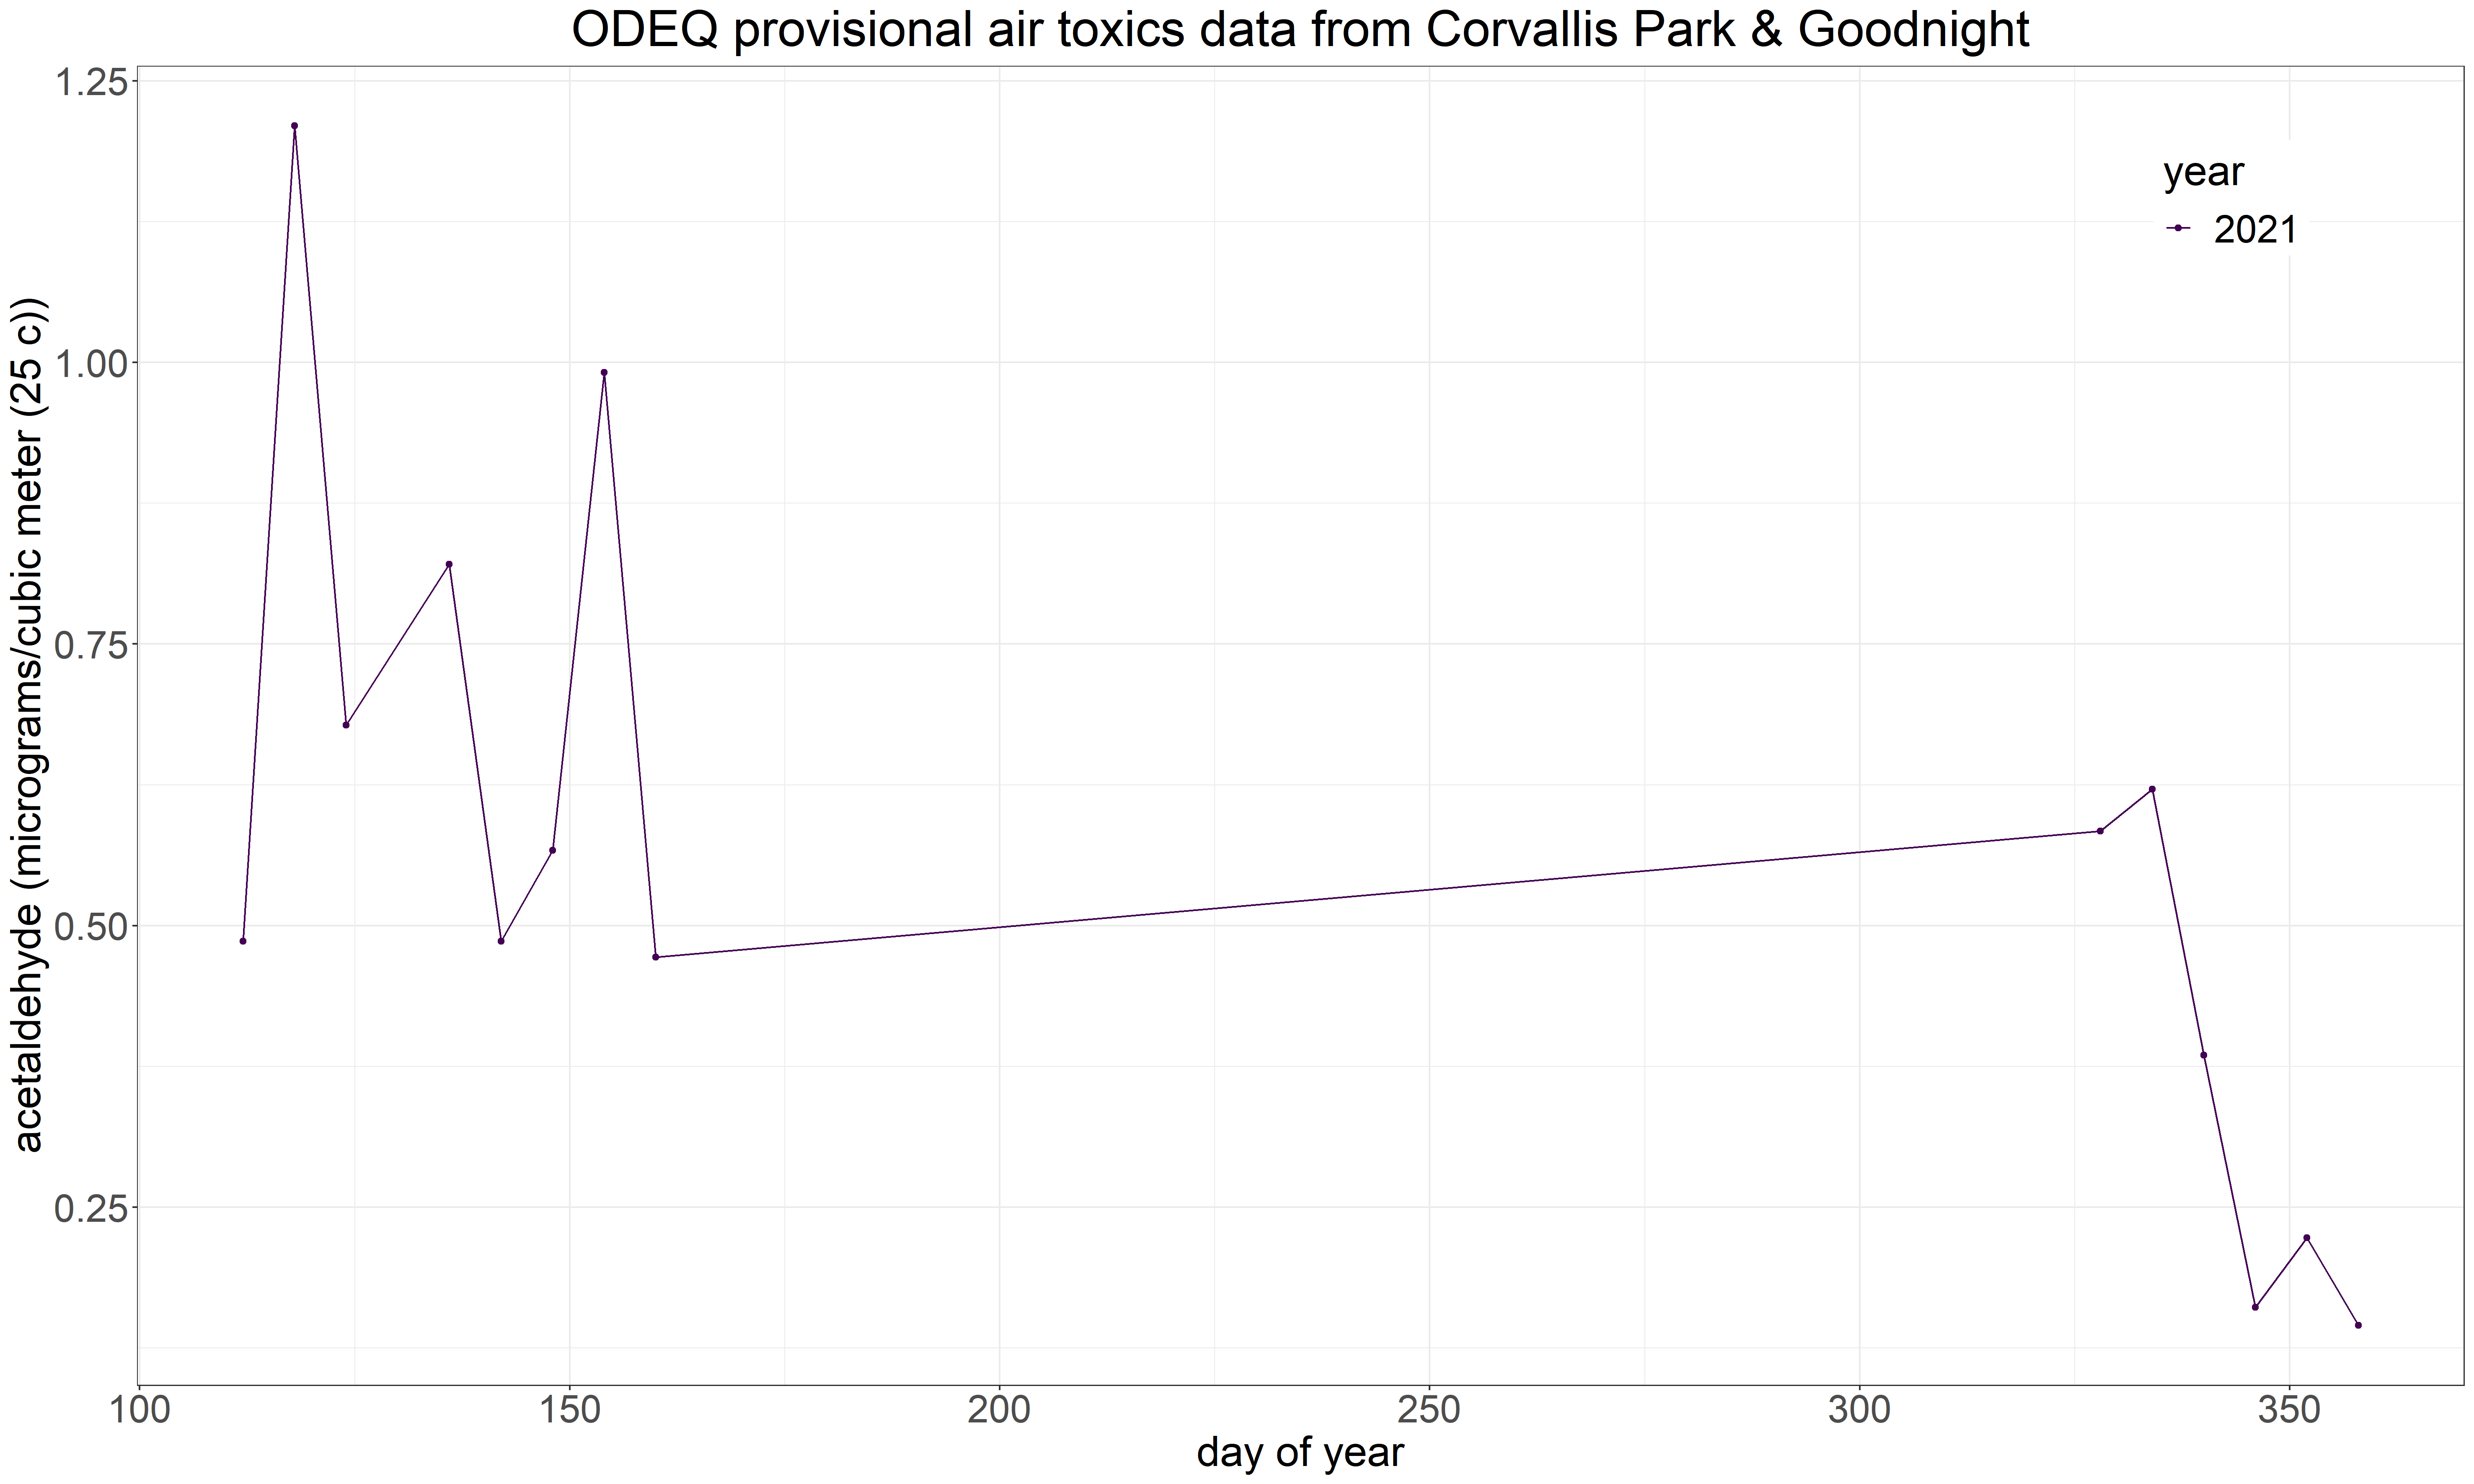 ODEQ provisional air toxics data from Corvallis Park & Goodnight
acetaldehyde (micrograms/cubic meter (25 c))
1.25
1.00
0.75
0.50
0.25
year
2021
100 150 200 250 300 350
day of year